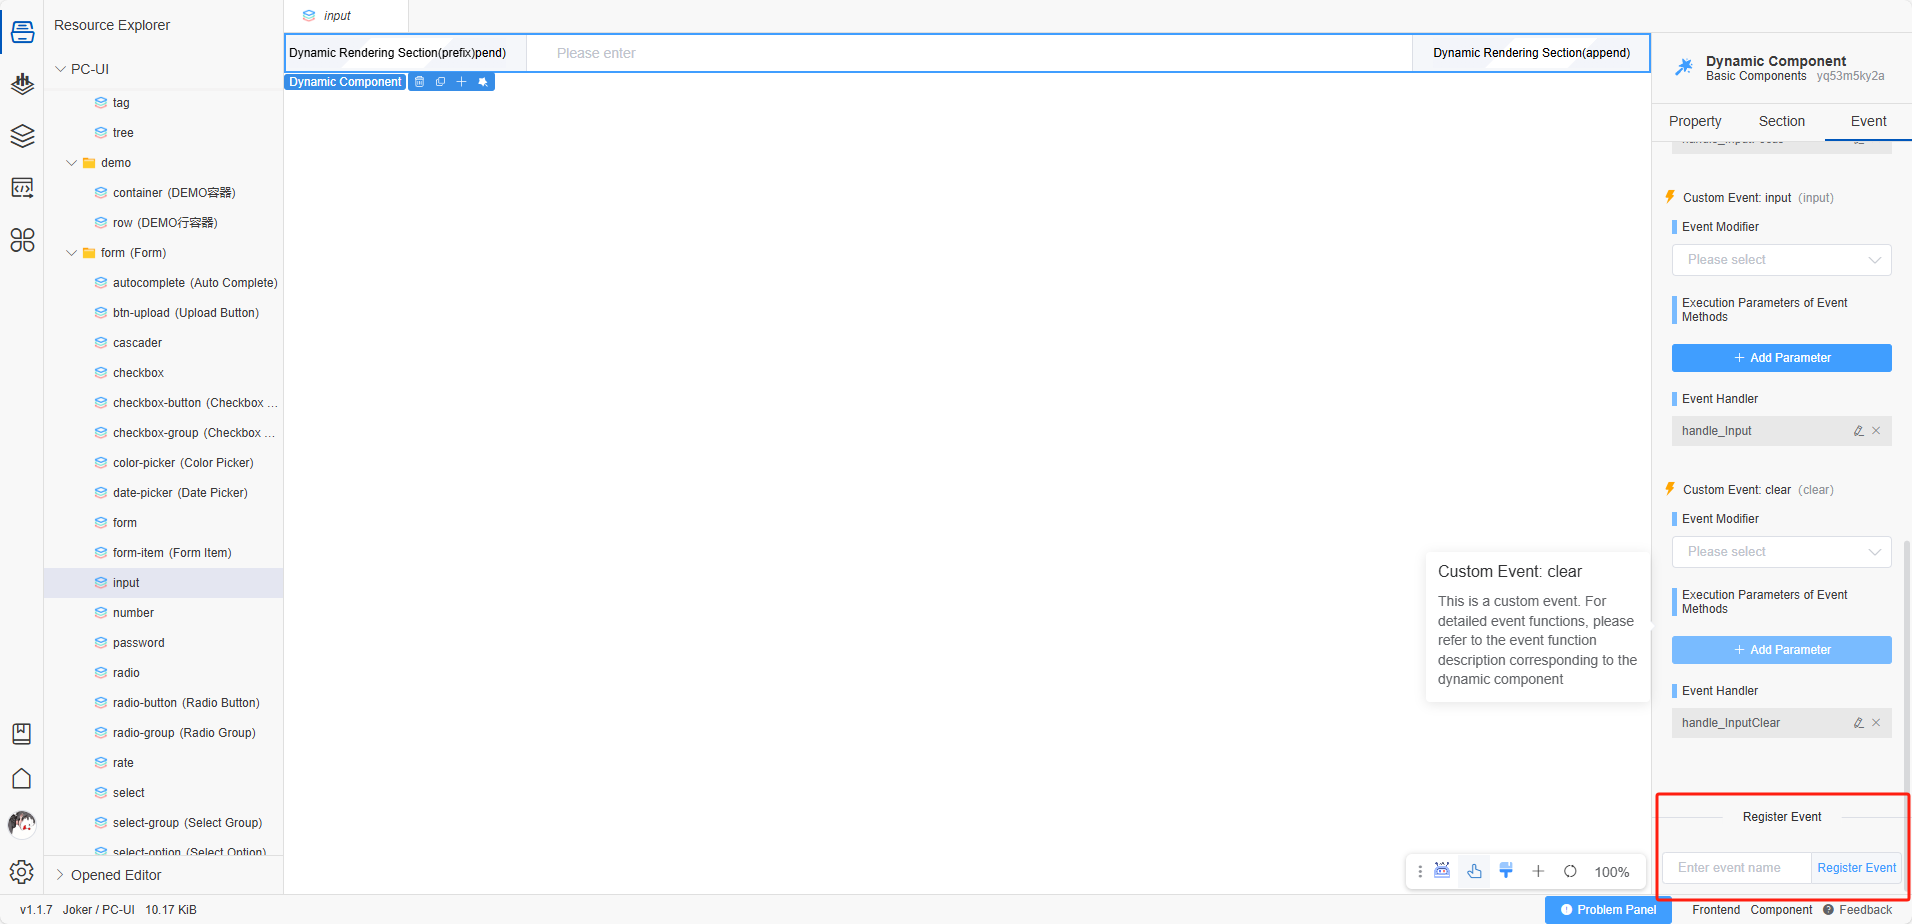 Resource Explorer
PC-UI
tag
tree
demo
container (DEMO容器)
row (DEMO行容器)
form (Form)
autocomplete (Auto Complete)
btn-upload (Upload Button)
cascader
checkbox
checkbox-button (Checkbox ...
checkbox-group (Checkbox ...
color-picker (Color Picker)
date-picker (Date Picker)
form
form-item (Form Item)
input
number
password
radio
radio-button (Radio Button)
radio-group (Radio Group)
rate
select
select-group (Select Group)
select-option (Select Option)
Opened Editor
input
Dynamic Rendering Section(prefix)pend)
Please enter
Dynamic Rendering Section(append)
Dynamic Component
Custom Event: clear
This is a custom event. For
detailed event functions, please
refer to the event function
description corresponding to the
dynamic component
100%
Dynamic Component
Basic Components yq53m5ky2a
Property Section Event
Custom Event: input (input)
Event Modifier
Please select
Execution Parameters of Event
Methods
Add Parameter
Event Handler
handle_Input
Custom Event: clear (clear)
Event Modifier
Please select
Execution Parameters of Event
Methods
Add Parameter
Event Handler
handle_InputClear
Register Event
Enter event name Register Event
v1.1.7 Joker / PC-UI 10.17 KiB
Problem Panel Frontend Component Feedback